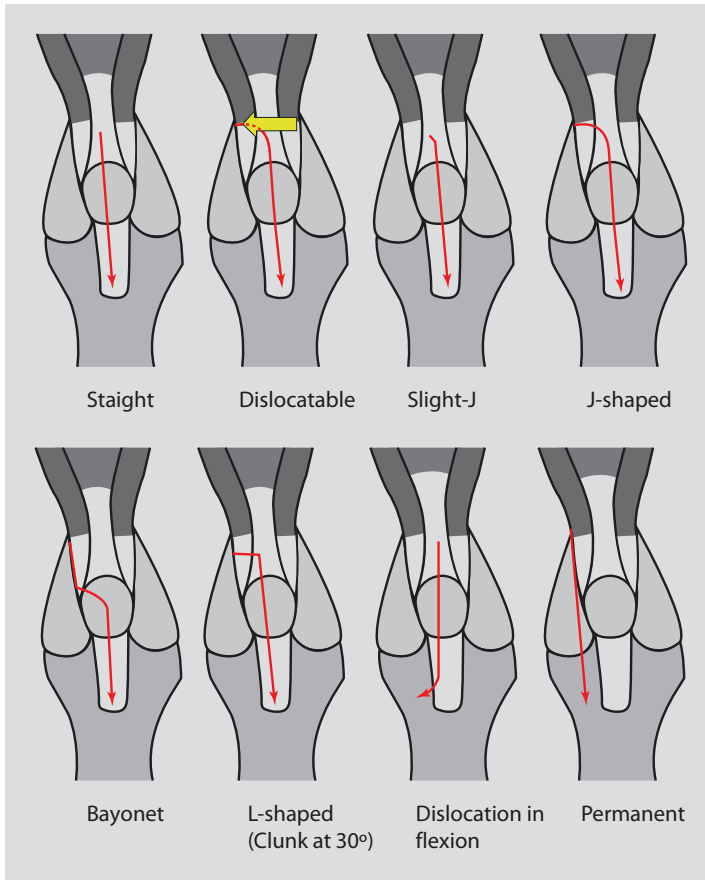 Staight
Dislocatable
Slight-J
J-shaped
Bayonet
L-shaped
(Clunk at 30º)
Dislocation in
flexion
Permanent